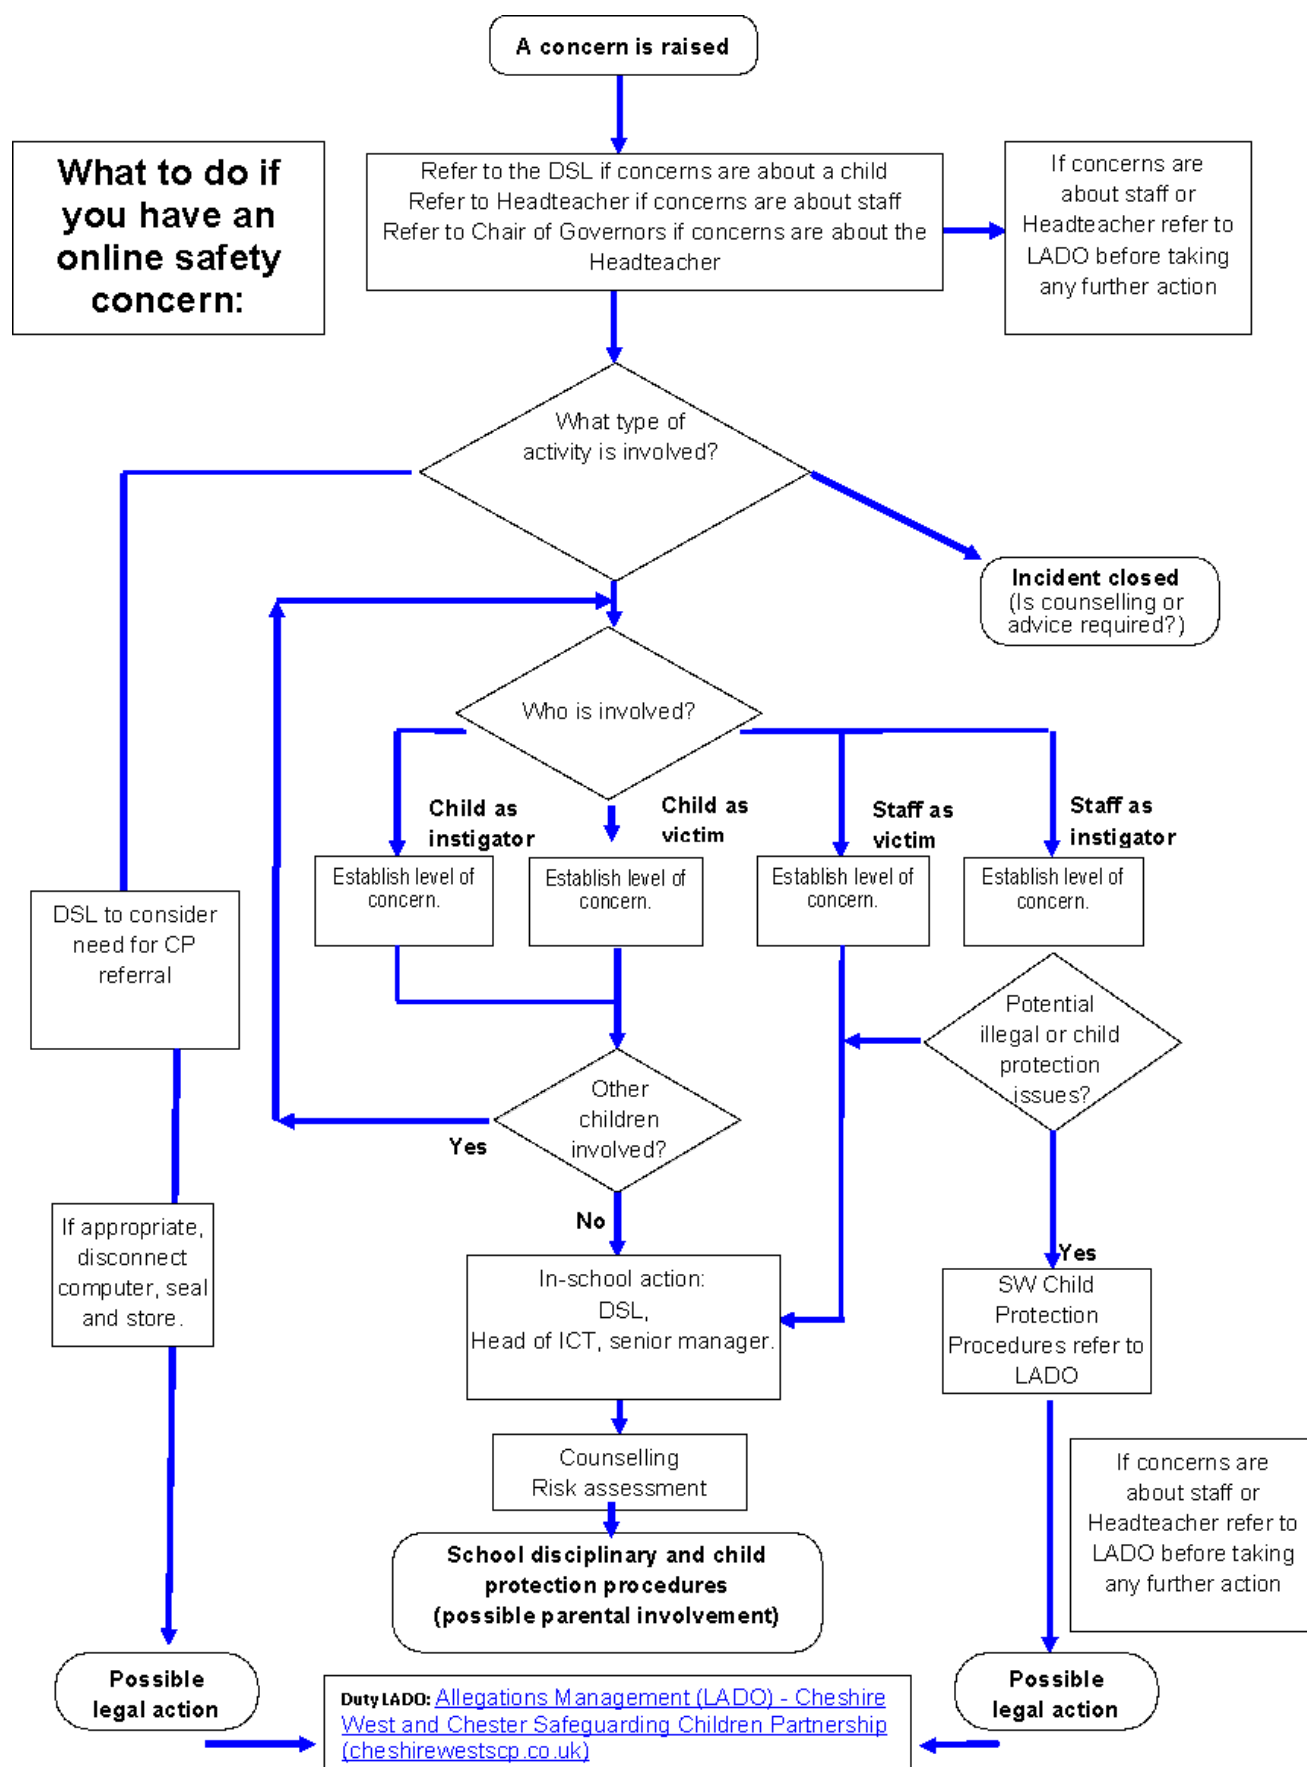 A concern is raised
What to do if
you have an
online safety
concern:
Refer to the DSL if concerns are about a child
Refer to Headteacher if concerns are about staff
Refer to Chair of Governors if concerns are about the
Headteacher
If concerns are
about staff or
Headteacher refer to
LADO before taking
any further action
What type of
activity is involved?
Incident closed
(Is counselling or
advice required?)
Who is involved?
Child as
instigator
Child as
victim
Staff as
victim
Staff as
instigator
Establish level of
concern.
Establish level of
concern.
Establish level of
concern.
Establish level of
concern.
DSL to consider
need for CP
referral
Potential
illegal or child
protection
issues?
Other
children
involved?
Yes
No
If appropriate,
disconnect
computer, seal
and store.
In-school action:
DSL,
Head of ICT, senior manager.
Yes
SW Child
Protection
Procedures refer to
LADO
Counselling
Risk assessment
If concerns are
about staff or
Headteacher refer to
LADO before taking
any further action
School disciplinary and child
protection procedures
(possible parental involvement)
Possible
legal action
Possible
legal action
Duty LADO: Allegations Management (LADO) - Cheshire
West and Chester Safeguarding Children Partnership
(cheshirewestscp.co.uk)